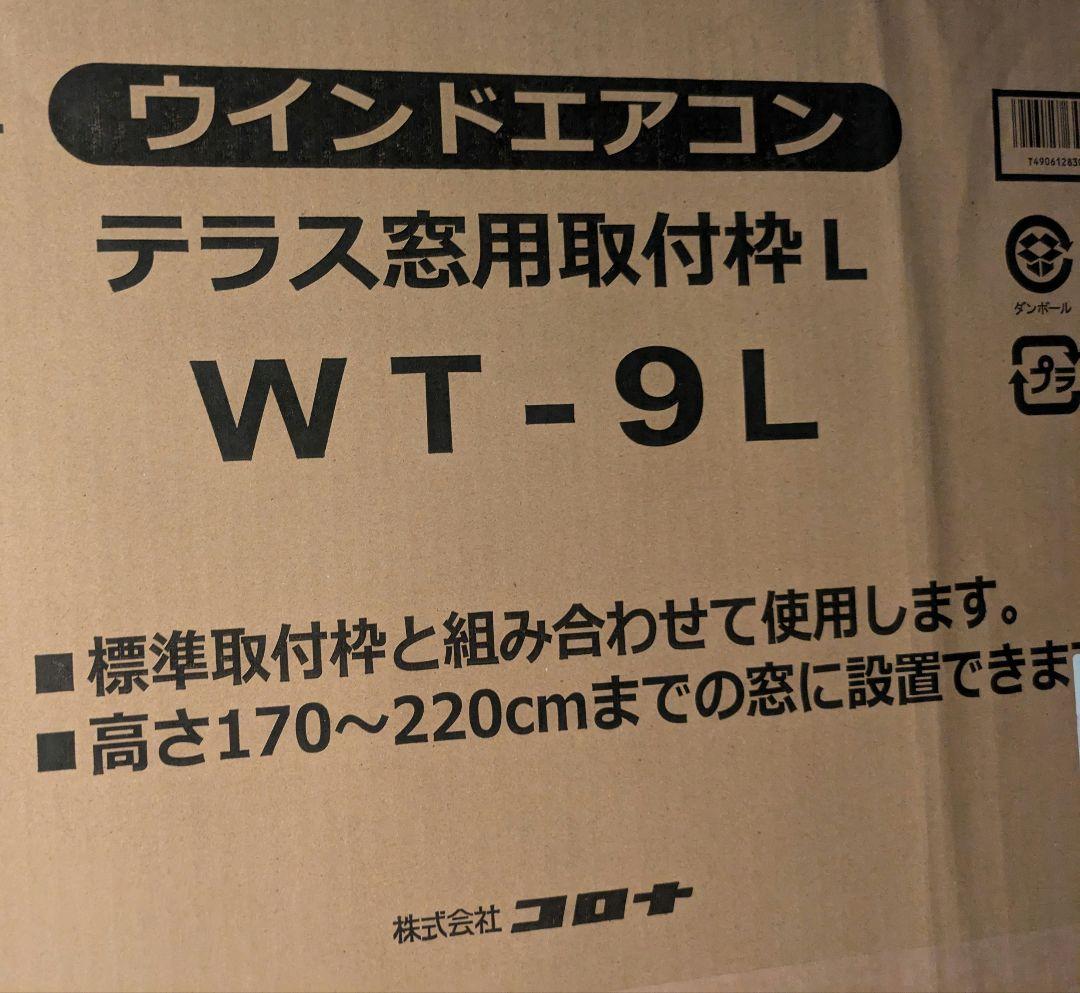 ウインドエアコン
テラス窓用取付枠L
WT-9L
■標準取付枠と組み合わせて使用します。
■高さ170～220cmまでの窓に設置できま
株式会社 コロナ
T490612830
ダンボール
プラ